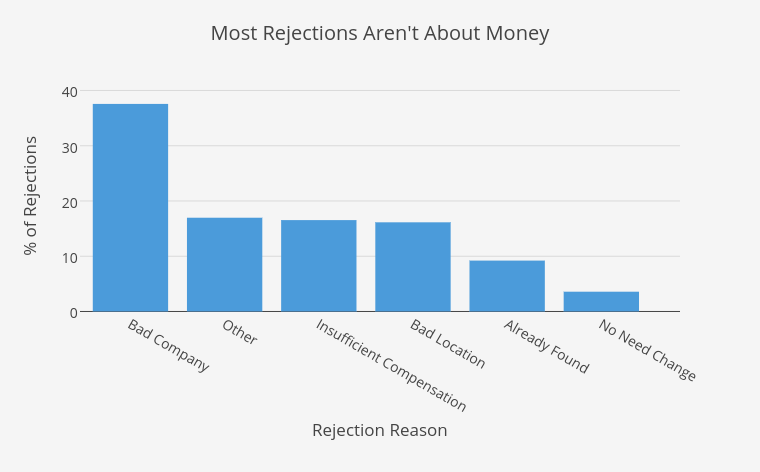 Most Rejections Aren't About Money
% of Rejections
40
30
20
10
0
Bad Company
Other
Insufficient Compensation
Bad Location
Already Found
No Need Change
Rejection Reason